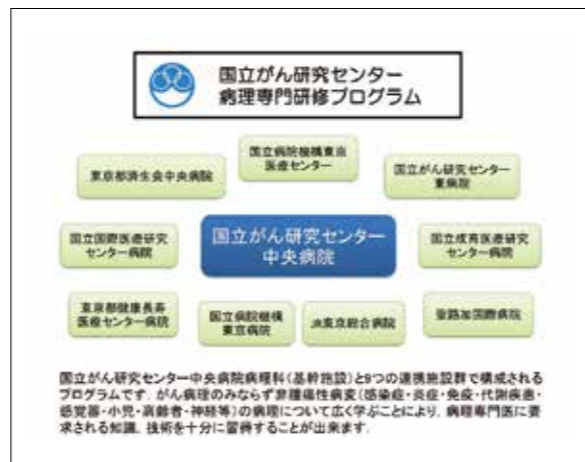 国立がん研究センター
病理専門研修プログラム
国立病院機構東京
医療センター
東京都済生会中央病院
国立がん研究センター
東病院
国立国際医療研究
センター病院
国立がん研究センター
中央病院
国立成育医療研究
センター病院
東京都健康長寿
医療センター病院
国立病院機構
東京病院
JR東京総合病院
聖路加国際病院
国立がん研究センター中央病院病理科(基幹施設)と9つの連携施設群で構成される
プログラムです．がん病理のみならず非腫瘍性病変(感染症・炎症・免疫・代謝疾患・
感覚器・小児・高齢者・神経等)の病理について広く学ぶことにより，病理専門医に要
求される知識，技術を十分に習得することが出来ます．